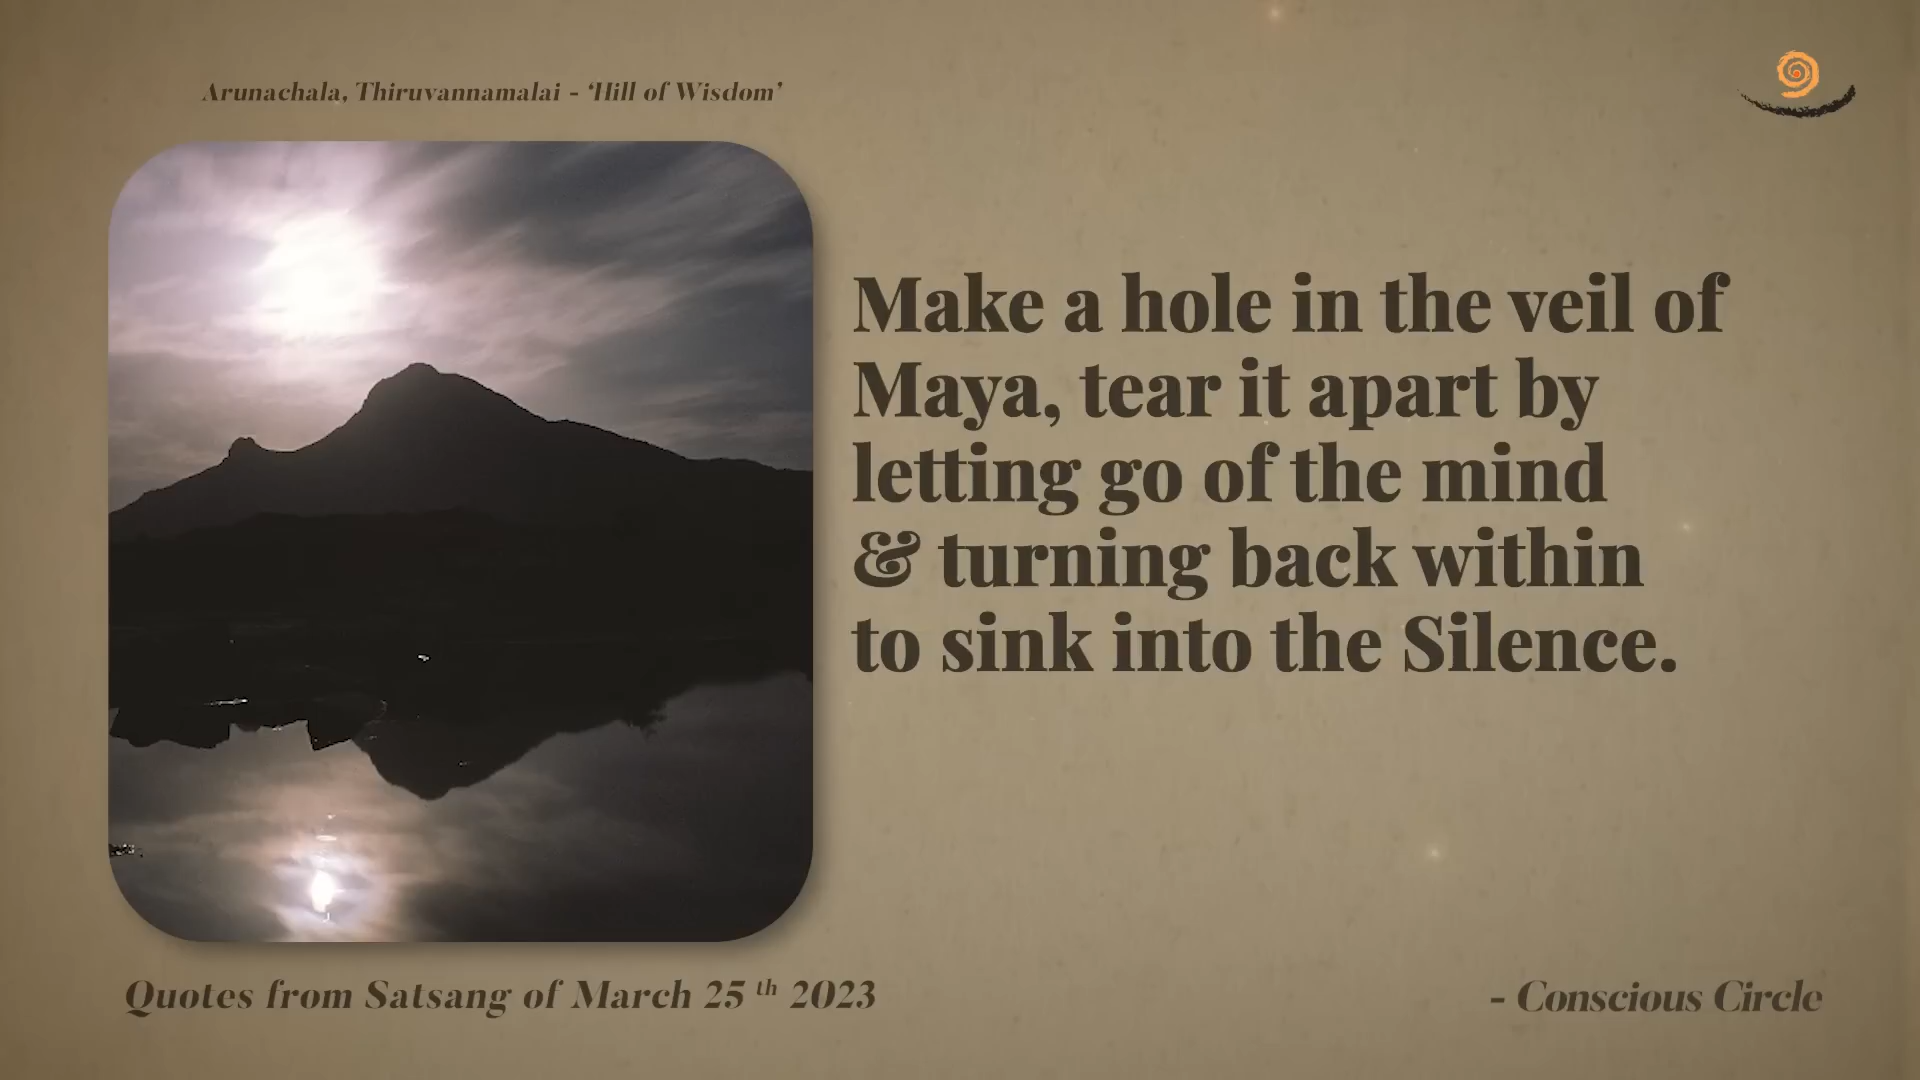 Arunachala, Thiruvannamalai - ‘Hill of Wisdom’
Make a hole in the veil of
Maya, tear it apart by
letting go of the mind
& turning back within
to sink into the Silence.
Quotes from Satsang of March 25 th 2023
- Conscious Circle